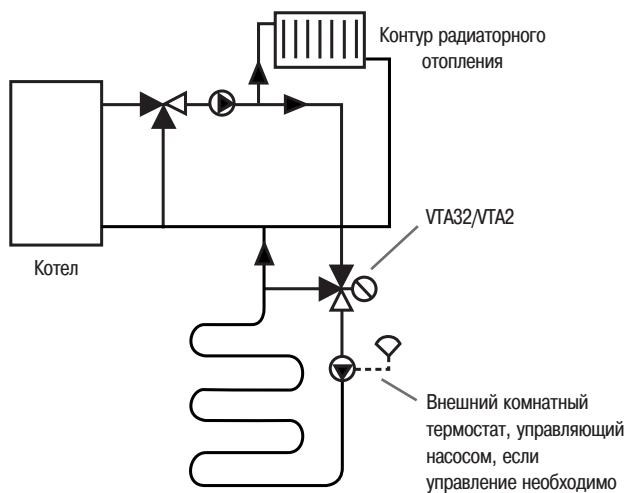 Контур радиаторного
отопления
VTA32/VTA2
Котел
Внешний комнатный
термостат, управляющий
насосом, если
управление необходимо